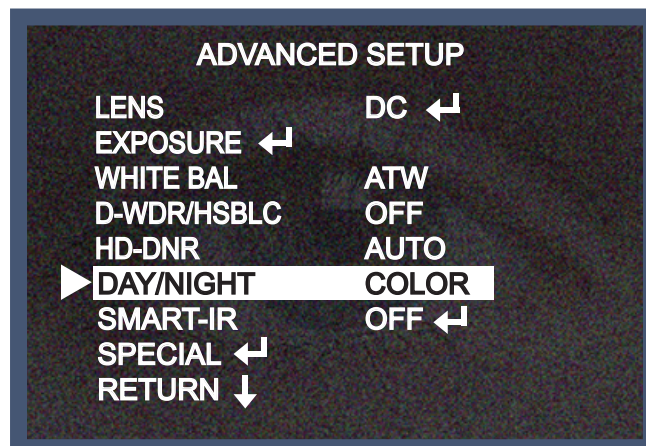 ADVANCED SETUP
LENS DC ↵
EXPOSURE ↵
WHITE BAL ATW
D-WDR/HSBLC OFF
HD-DNR AUTO
DAY/NIGHT COLOR
SMART-IR OFF ↵
SPECIAL ↵
RETURN ↓